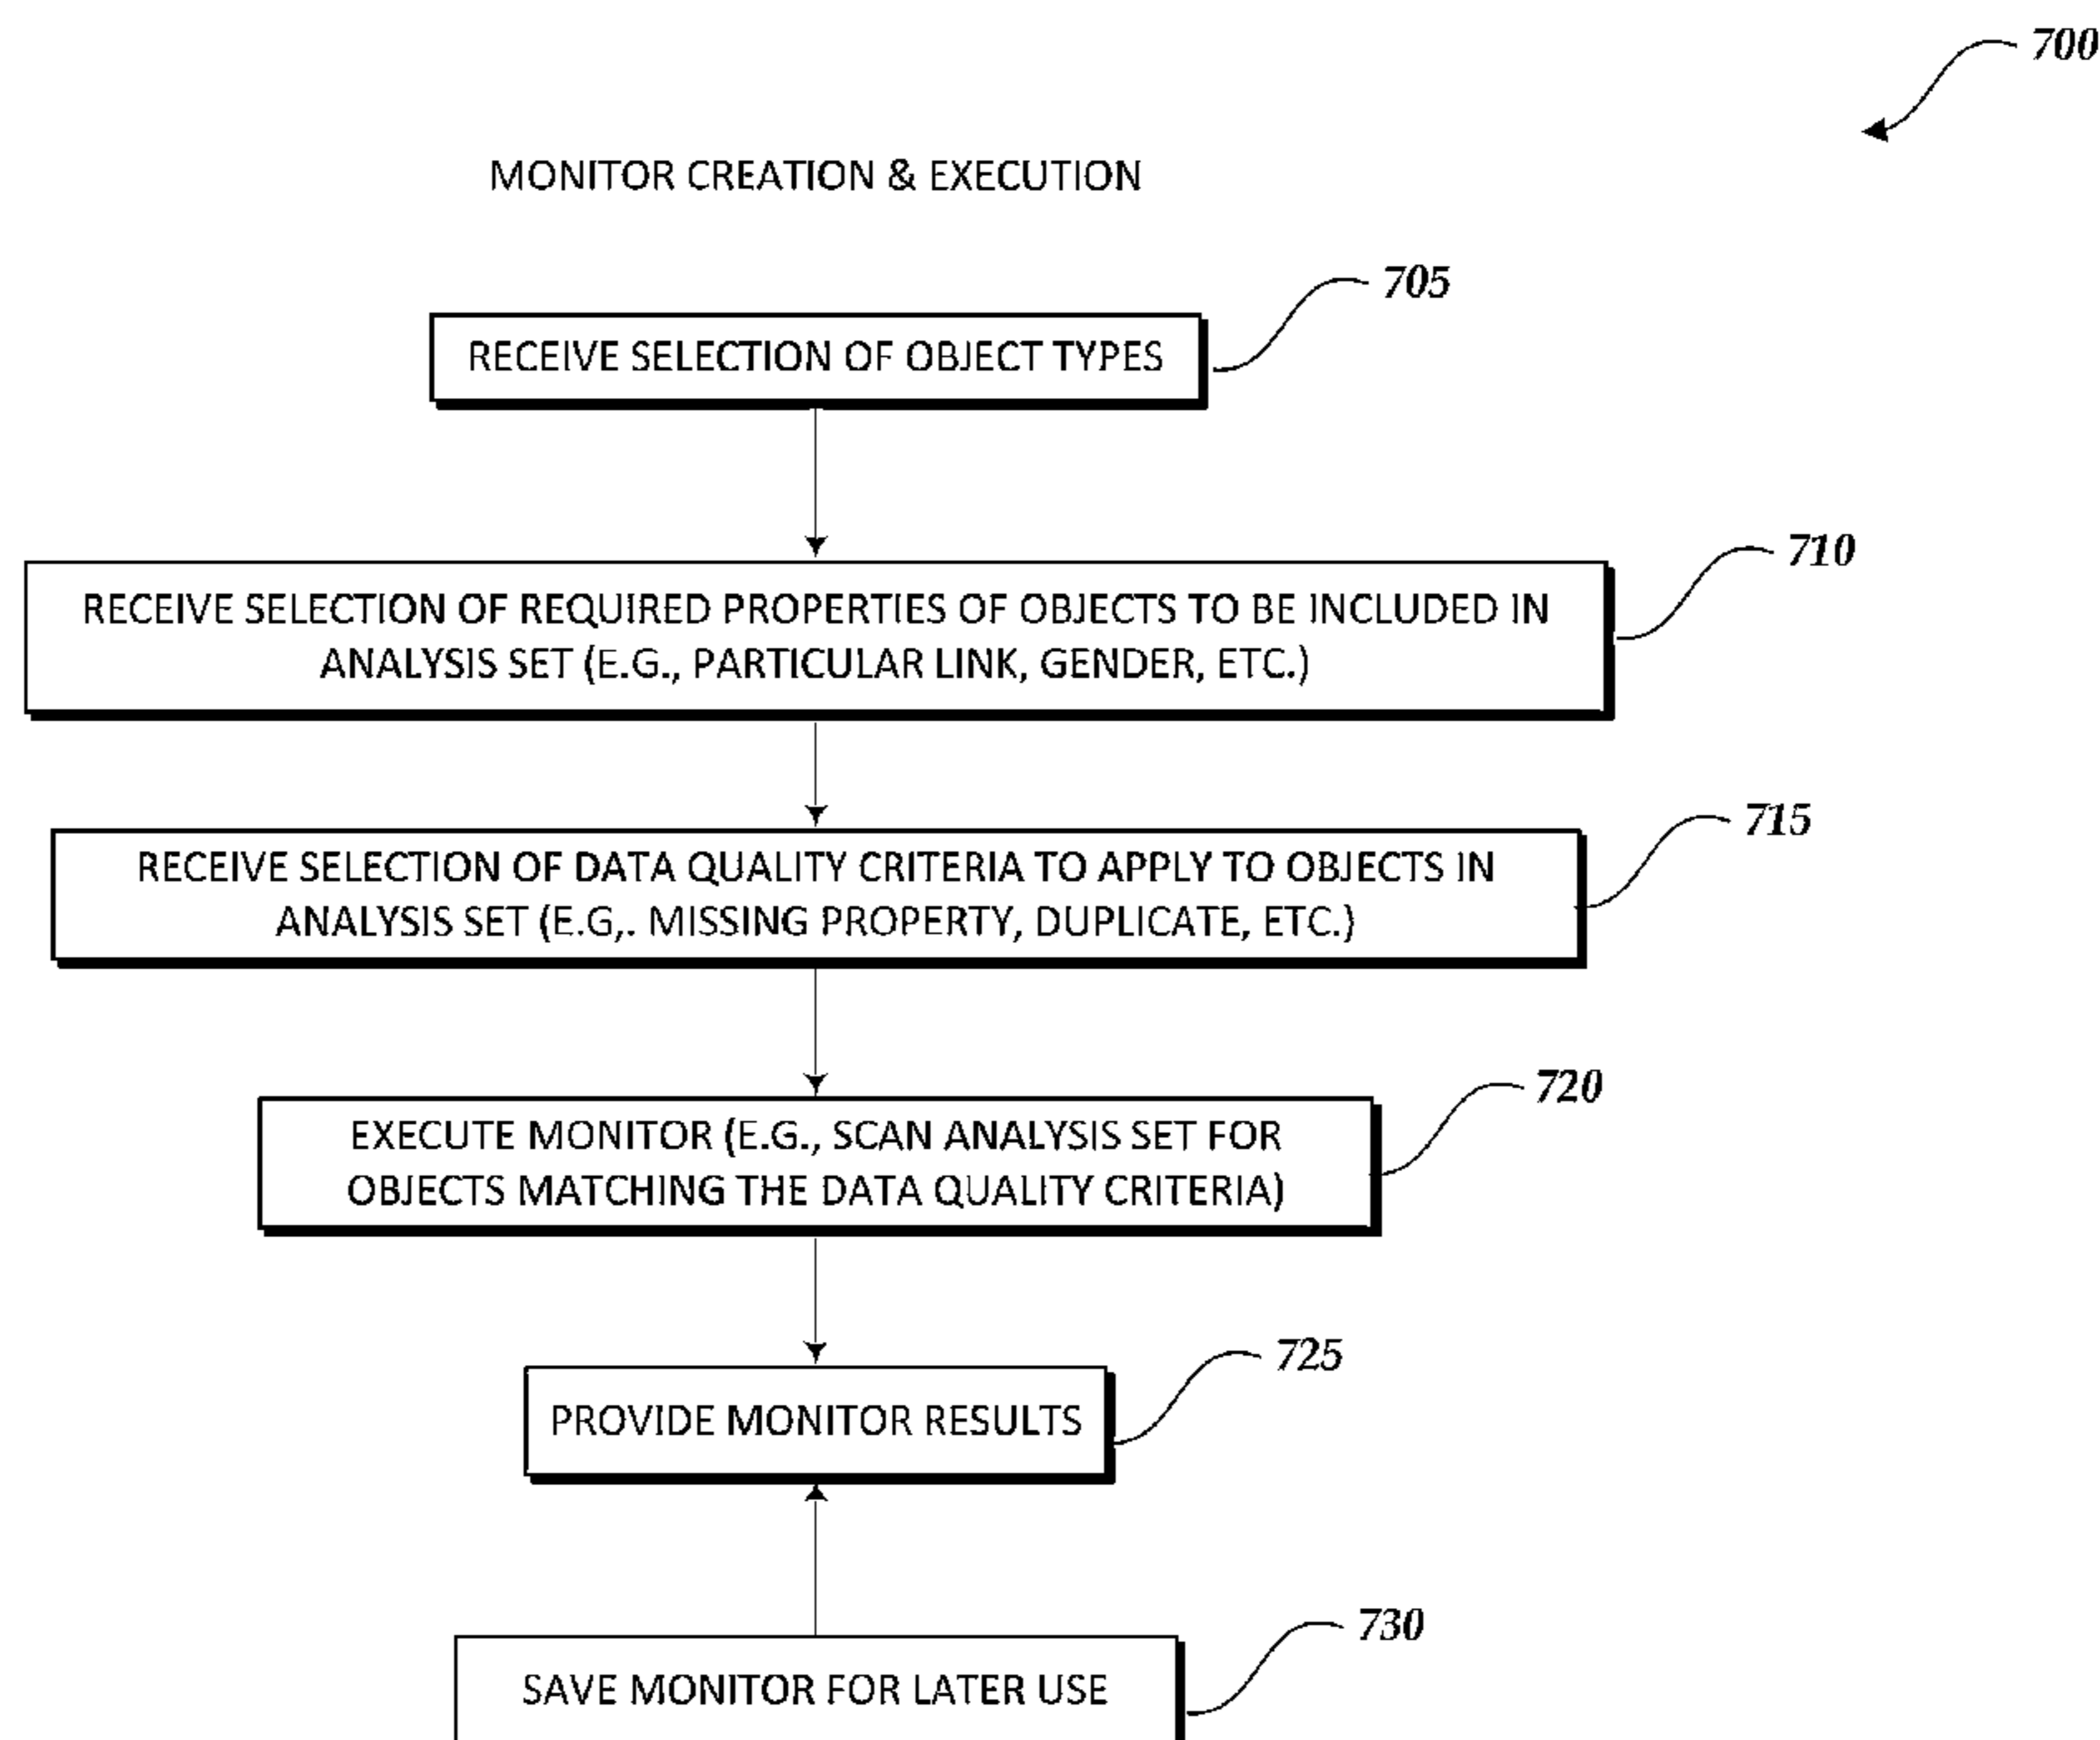 700
MONITOR CREATION & EXECUTION
705
RECEIVE SELECTION OF OBJECT TYPES
710
RECEIVE SELECTION OF REQUIRED PROPERTIES OF OBJECTS TO BE INCLUDED IN
ANALYSIS SET (E.G., PARTICULAR LINK, GENDER, ETC.)
715
RECEIVE SELECTION OF DATA QUALITY CRITERIA TO APPLY TO OBJECTS IN
ANALYSIS SET (E.G,. MISSING PROPERTY, DUPLICATE, ETC.)
720
EXECUTE MONITOR (E.G., SCAN ANALYSIS SET FOR
OBJECTS MATCHING THE DATA QUALITY CRITERIA)
725
PROVIDE MONITOR RESULTS
730
SAVE MONITOR FOR LATER USE